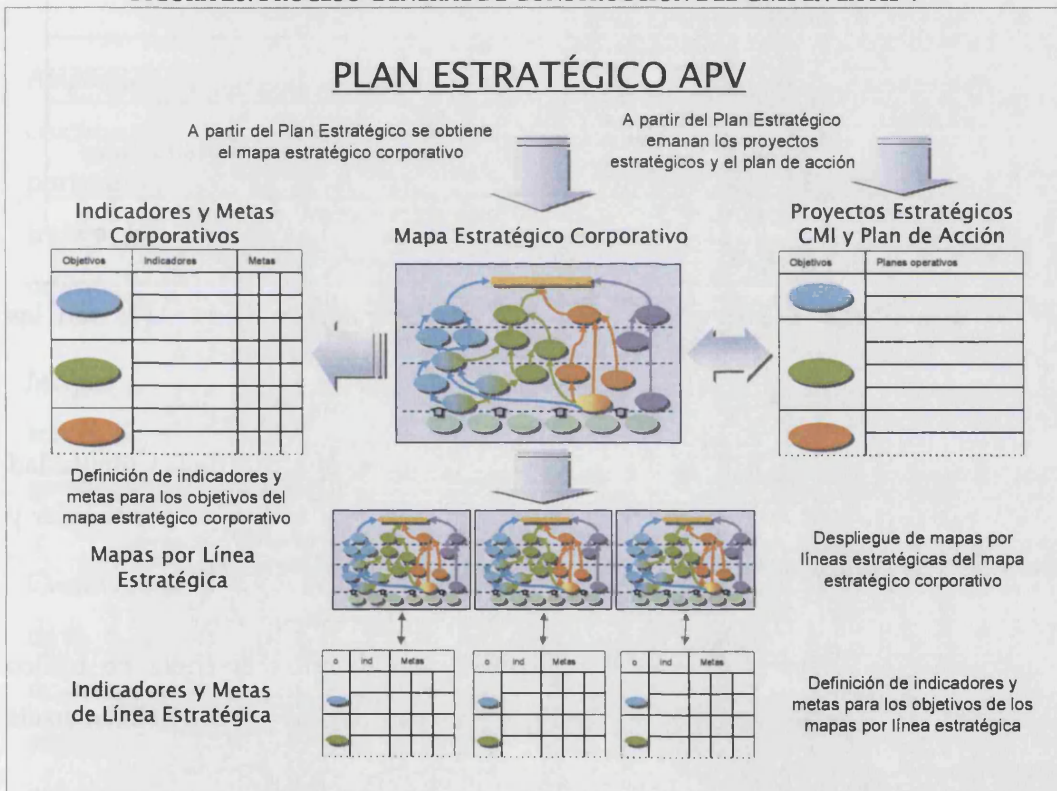 PLAN ESTRATÉGICO APV
A partir del Plan Estratégico se obtiene
el mapa estratégico corporativo
A partir del Plan Estratégico
emanan los proyectos
estratégicos y el plan de acción
Indicadores y Metas
Corporativos
Objetivos Indicadores Metas
Mapa Estratégico Corporativo
Proyectos Estratégicos
CMI y Plan de Acción
Objetivos Planes operativos
Definición de indicadores y
metas para los objetivos del
mapa estratégico corporativo
Mapas por Línea
Estratégica
Despliegue de mapas por
líneas estratégicas del mapa
estratégico corporativo
Indicadores y Metas
de Línea Estratégica
o Ind Metas
o Ind Metas
o Ind Metas
Definición de indicadores y
metas para los objetivos de los
mapas por línea estratégica